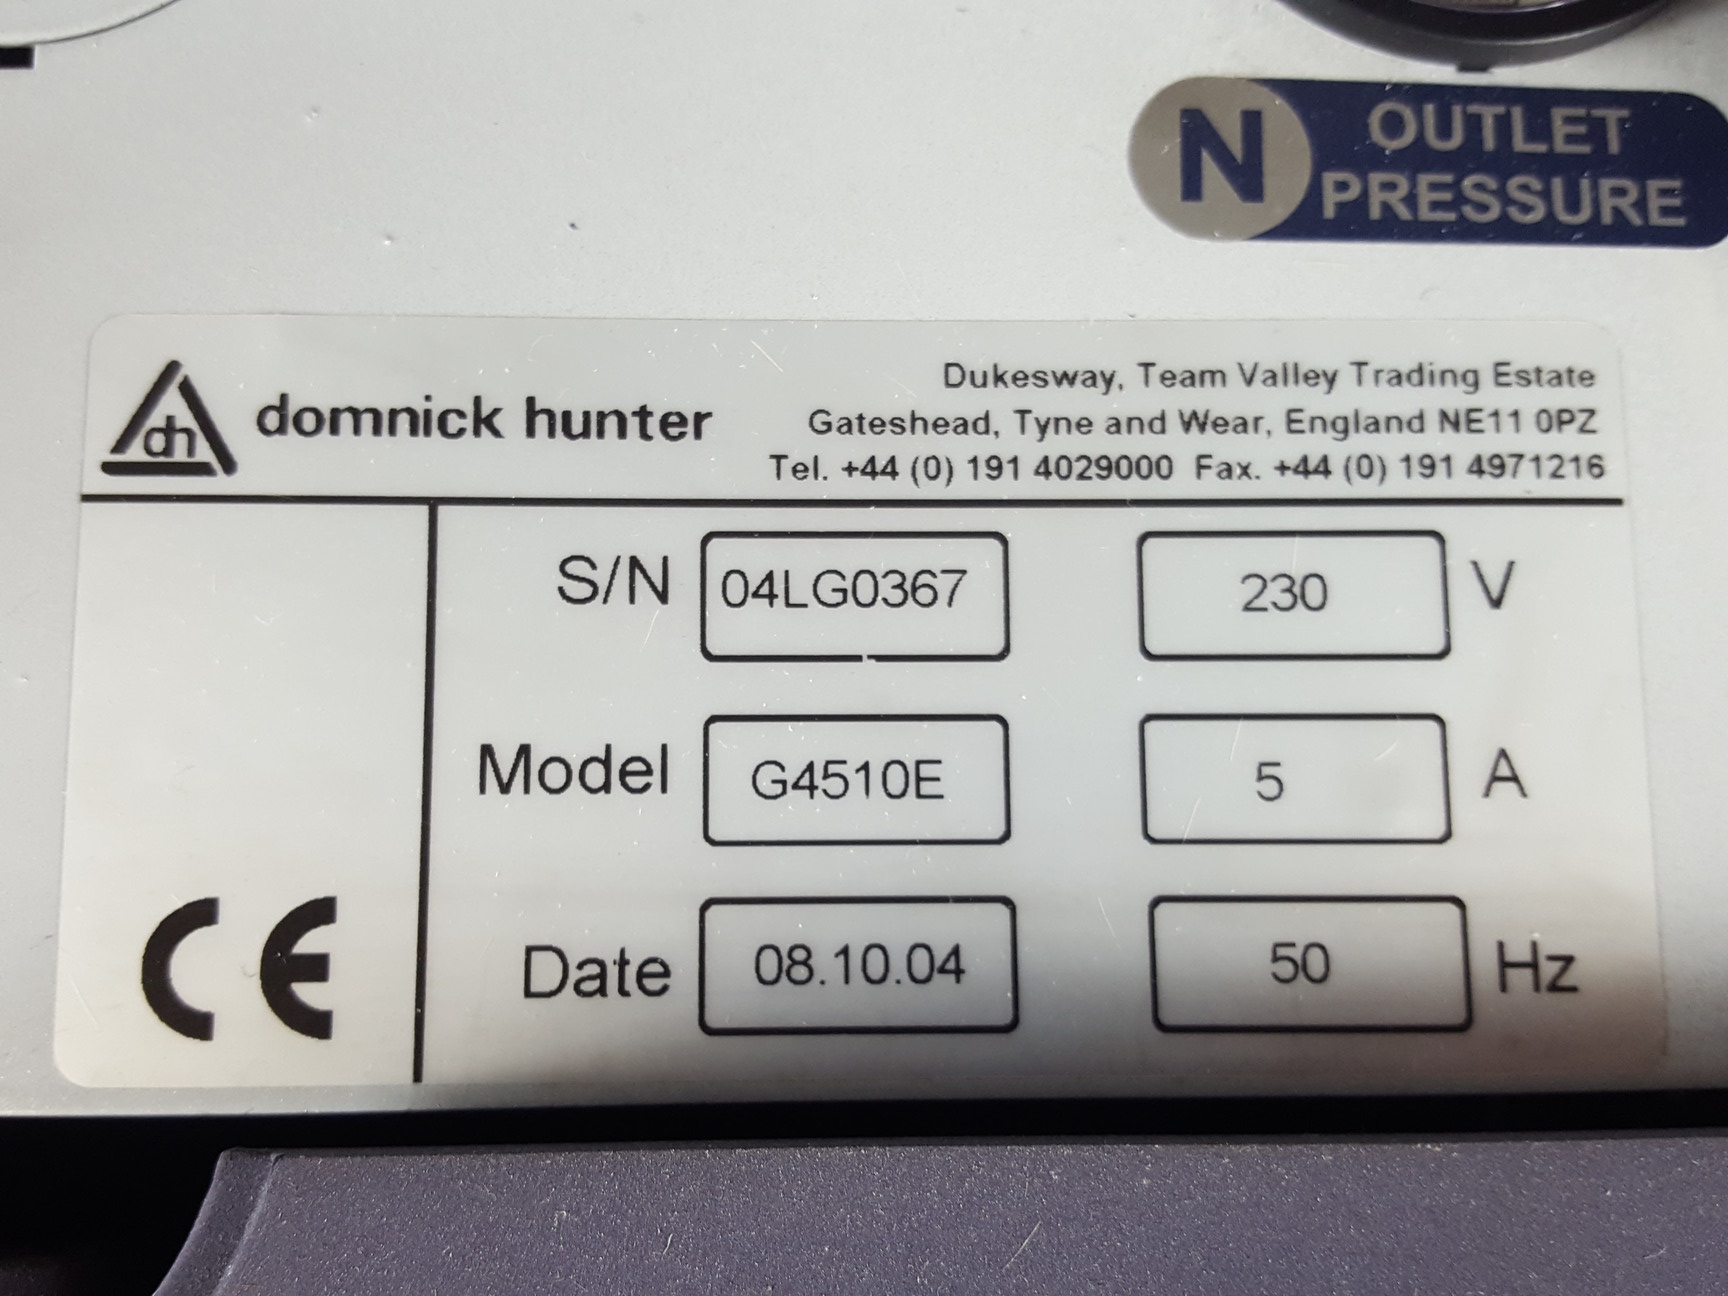 N OUTLET
PRESSURE
dh domnick hunter
Dukesway, Team Valley Trading Estate
Gateshead, Tyne and Wear, England NE11 0PZ
Tel. +44 (0) 191 4029000 Fax. +44 (0) 191 4971216
S/N 04LG0367 230 V
Model G4510E 5 A
Date 08.10.04 50 Hz
CE